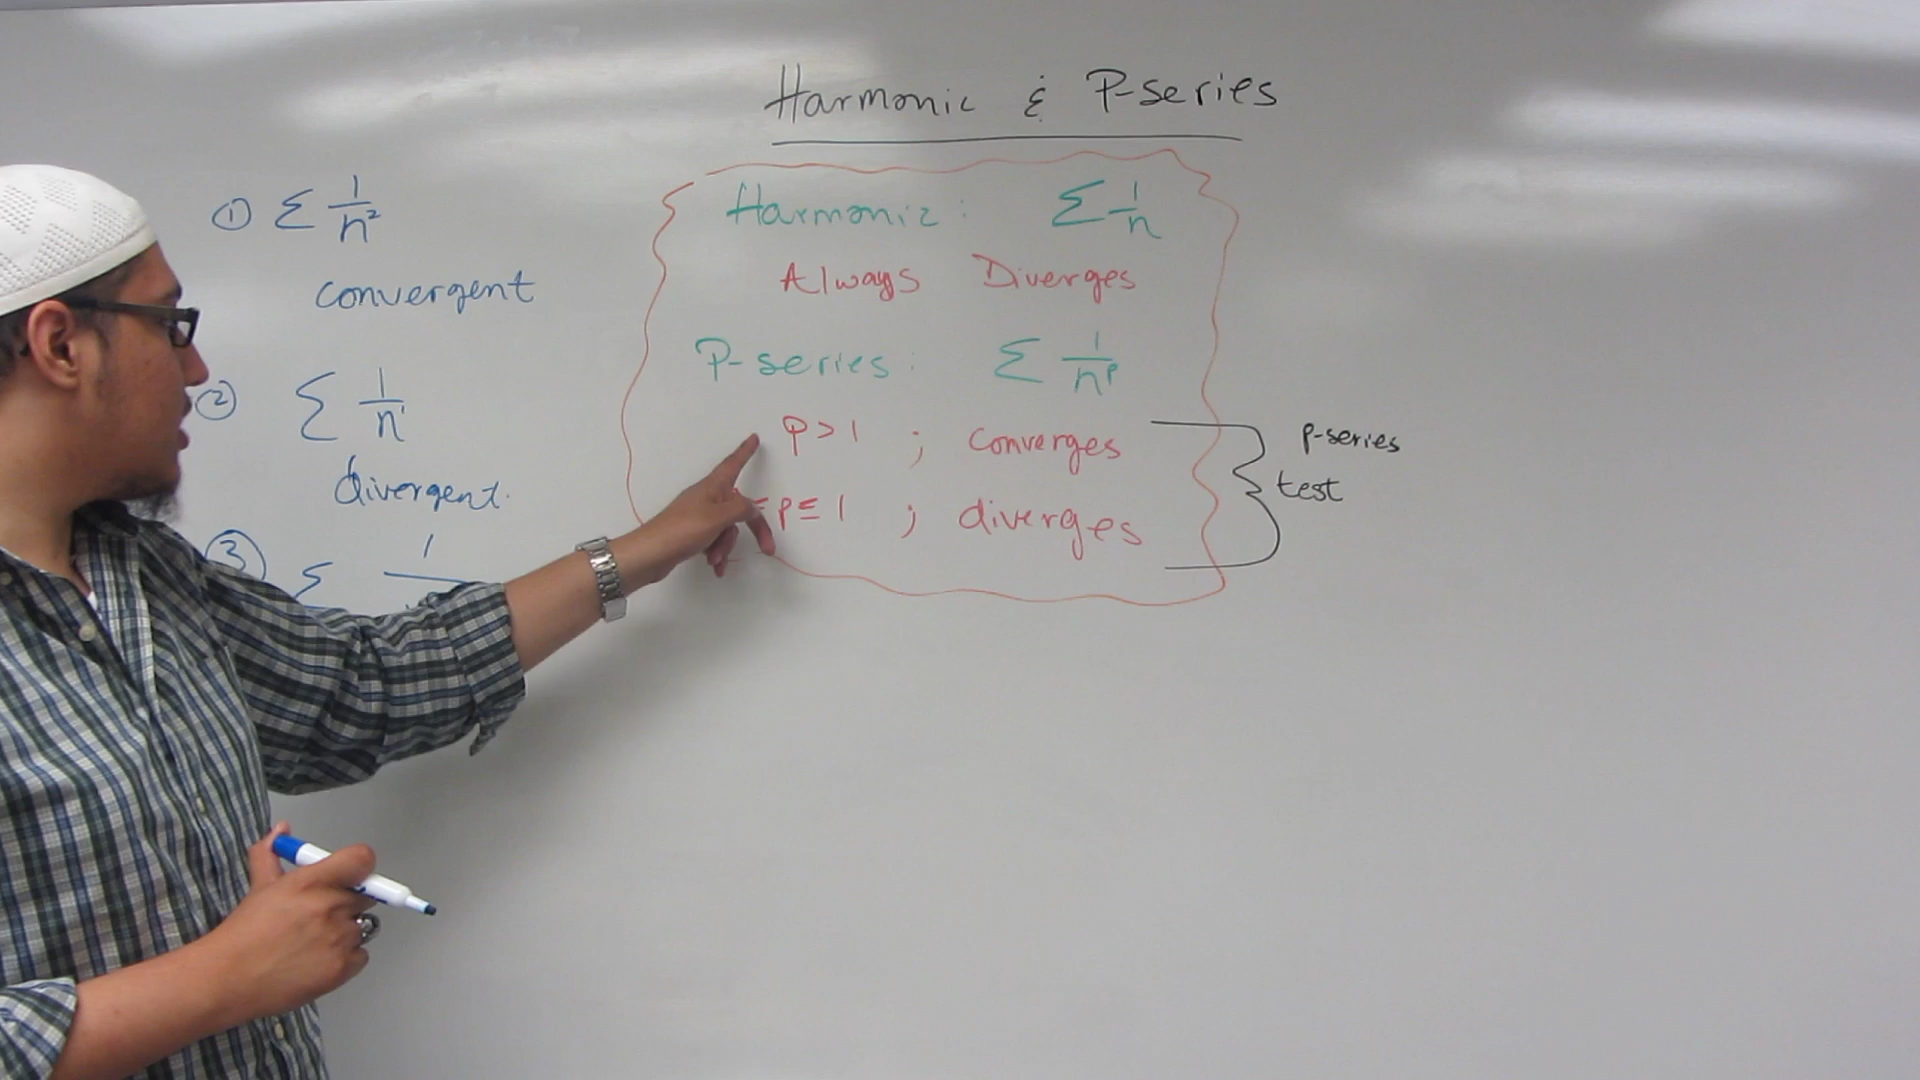 Harmonic & P-series
① Σ 1/n²
convergent
② Σ 1/n¹
divergent.
③ Σ 1
Harmonic: Σ 1/n
Always Diverges
P-series: Σ 1/nᵖ
P>1 ; Converges
≤ p ≤ 1 ; diverges
p-series
test